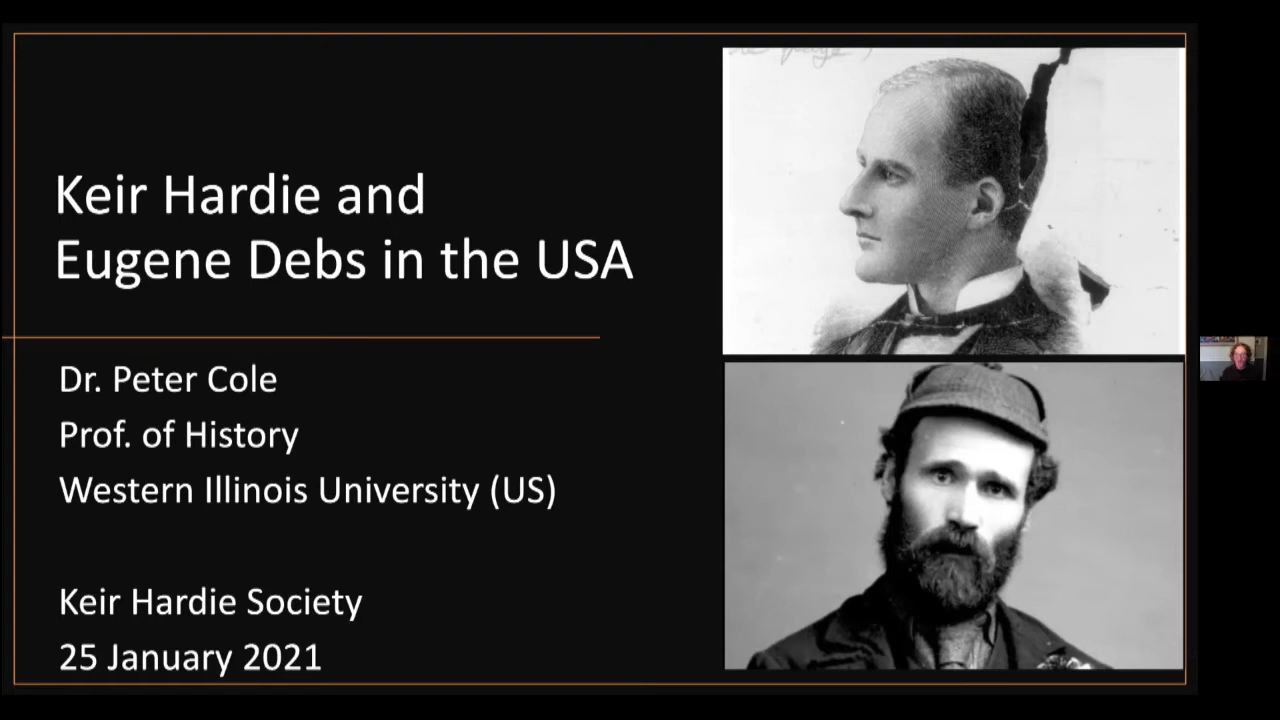 Keir Hardie and
Eugene Debs in the USA
Dr. Peter Cole
Prof. of History
Western Illinois University (US)
Keir Hardie Society
25 January 2021